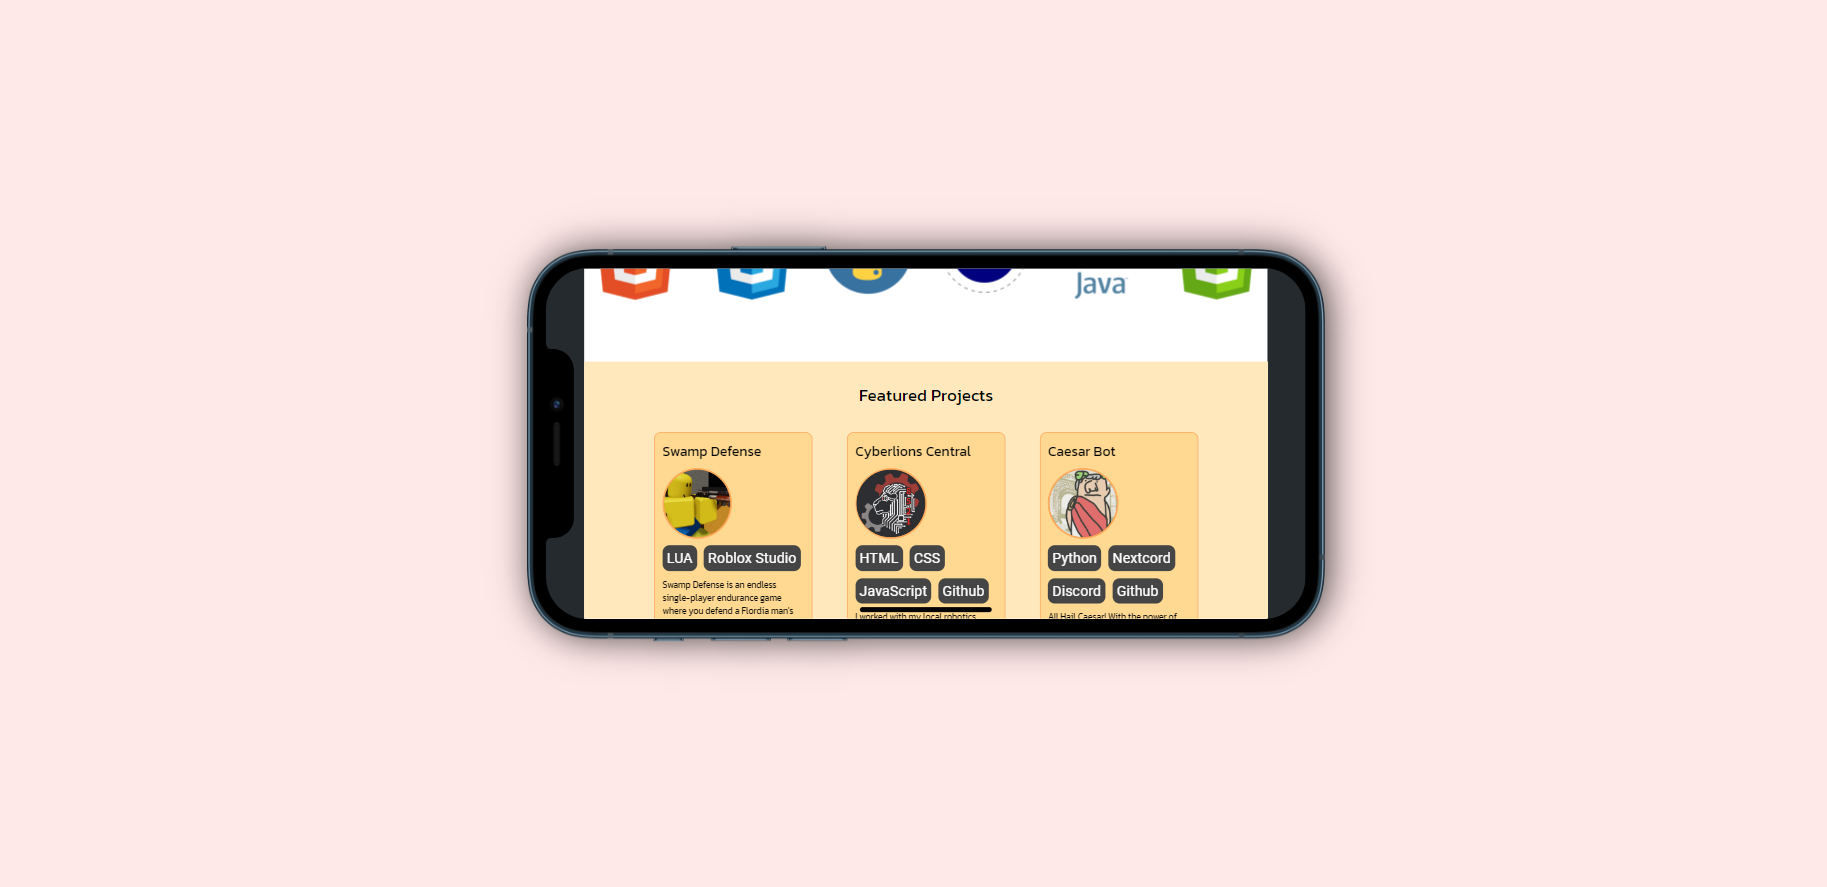 Java
Featured Projects
Swamp Defense
LUA Roblox Studio
Swamp Defense is an endless
single-player endurance game
where you defend a Flordia man's
Cyberlions Central
HTML CSS
JavaScript Github
I worked with my local robotics
Caesar Bot
Python Nextcord
Discord Github
All Hail Caesar! With the power of